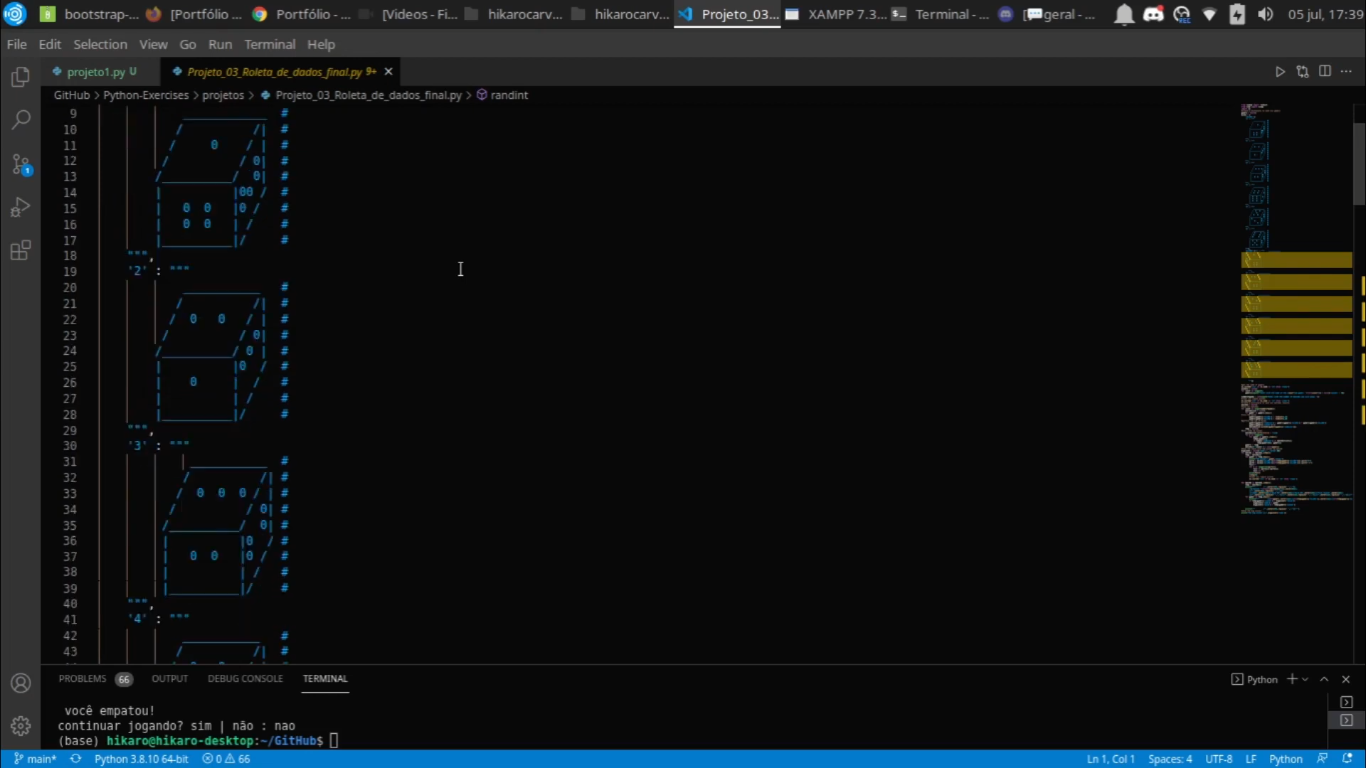 bootstrap-... [Portfólio ... Portfólio - ... [Videos - Fi... hikarocarv... hikarocarv... Projeto_03... XAMPP 7.3... Terminal - ... 💬geral - ... REC 05 jul, 17:39
File Edit Selection View Go Run Terminal Help
projeto1.py U Projeto_03_Roleta_de_dados_final.py 9+
GitHub > Python-Exercises > projetos > Projeto_03_Roleta_de_dados_final.py > randint
9 ___________ #
10 / /| #
11 / 0 / | #
12 / / 0| #
13 /__________/ 0| #
14 | |00 / #
15 | 0 0 |0 / #
16 | 0 0 | / #
17 |__________|/ #
18 """,
19 '2' : """
20 ___________ #
21 / /| #
22 / 0 0 / | #
23 / / 0| #
24 /__________/ 0 | #
25 | |0 | #
26 | 0 | / #
27 | | / #
28 |__________|/ #
29 """,
30 '3' : """
31 ___________ #
32 / /| #
33 / 0 0 0 / | #
34 / / 0| #
35 /__________/ 0| #
36 | |0 / #
37 | 0 0 |0 / #
38 | | / #
39 |__________|/ #
40 """,
41 '4' : """
42 ___________ #
43 / /| #
PROBLEMS 66 OUTPUT DEBUG CONSOLE TERMINAL Python
você empatou!
continuar jogando? sim | não : nao
(base) hikaro@hikaro-desktop:~/GitHub$
main* Python 3.8.10 64-bit 0 66 Ln 1, Col 1 Spaces: 4 UTF-8 LF Python